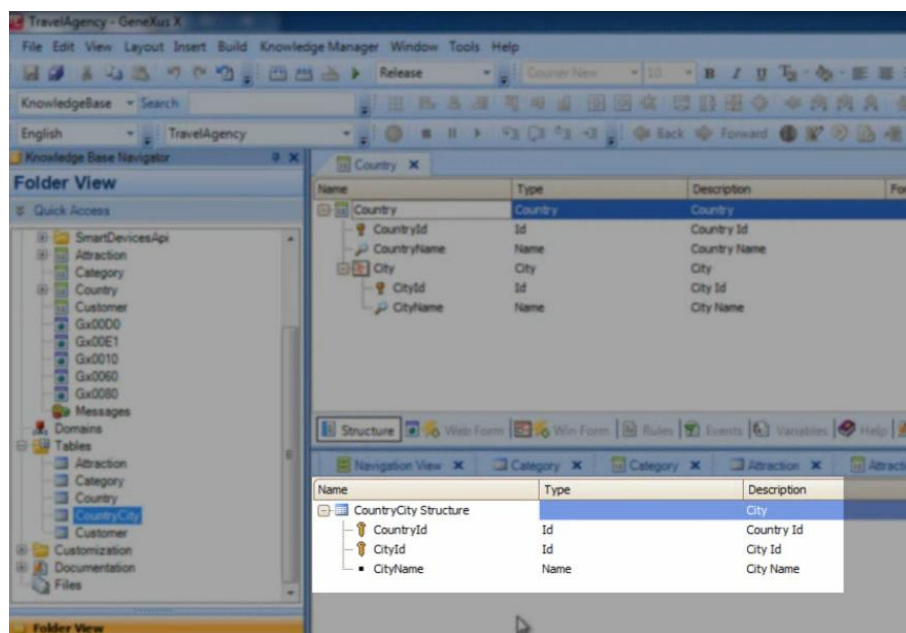 TravelAgency - GeneXus X
File Edit View Layout Insert Build Knowledge Manager Window Tools Help
Release Courier New 10 B I U
KnowledgeBase Search
English TravelAgency Back Forward
Knowledge Base Navigator
Folder View
Quick Access
SmartDevicesApi
Attraction
Category
Country
Customer
Gx00D0
Gx00E1
Gx0010
Gx0060
Gx0080
Messages
Domains
Tables
Attraction
Category
Country
CountryCity
Customer
Customization
Documentation
Files
Folder View
Country
Name Type Description
Country Country Country
CountryId Id Country Id
CountryName Name Country Name
City City City
CityId Id City Id
CityName Name City Name
Structure Web Form Win Form Rules Events Variables Help
Navigation View Category Category Attraction
Name Type Description
CountryCity Structure City
CountryId Id Country Id
CityId Id City Id
CityName Name City Name